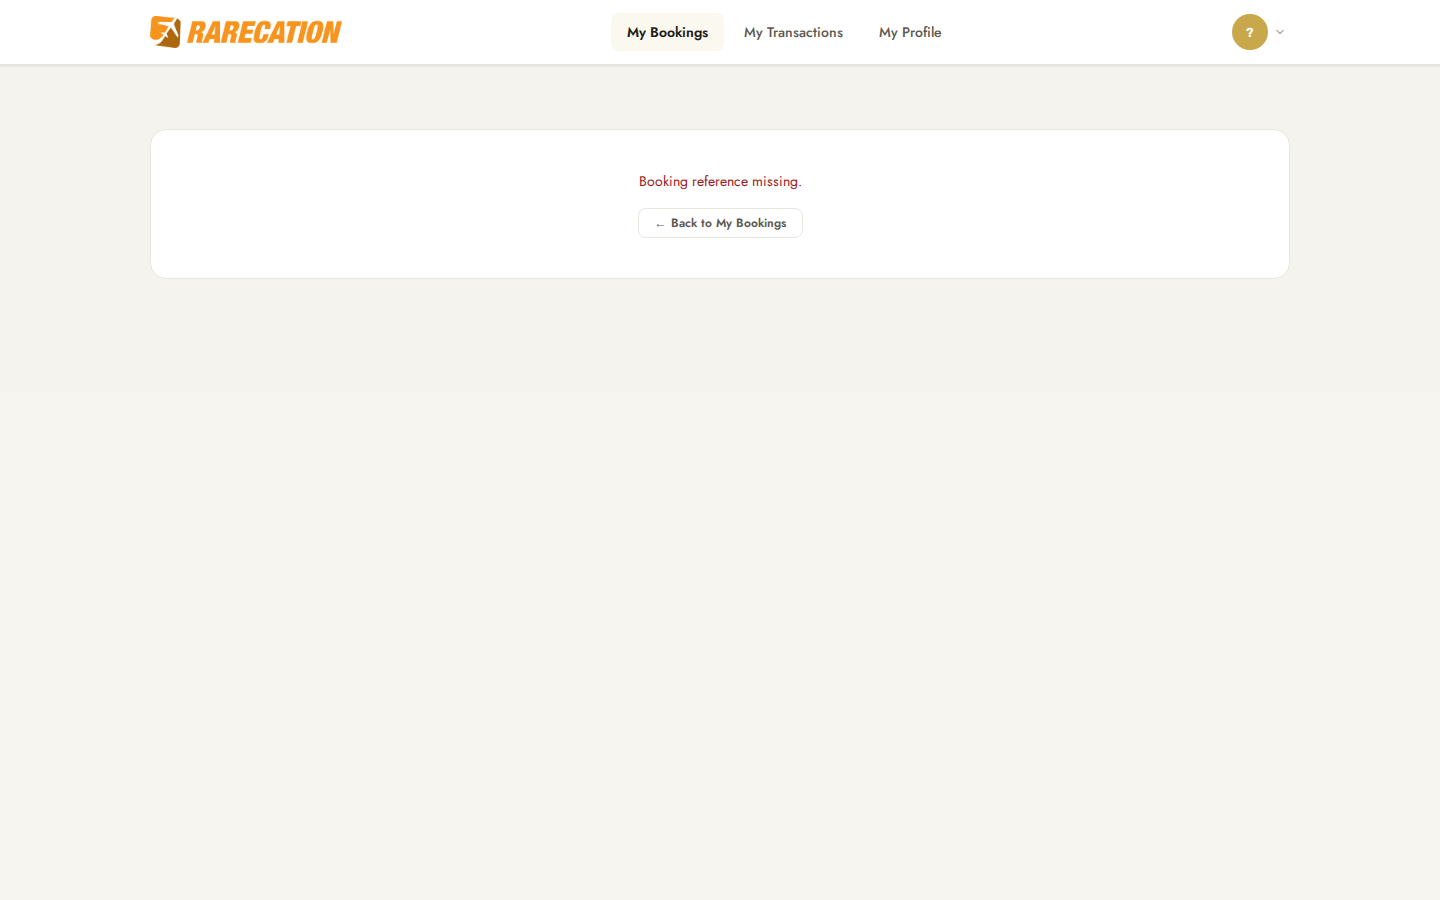 RARECATION
My Bookings
My Transactions
My Profile
?
Booking reference missing.
← Back to My Bookings